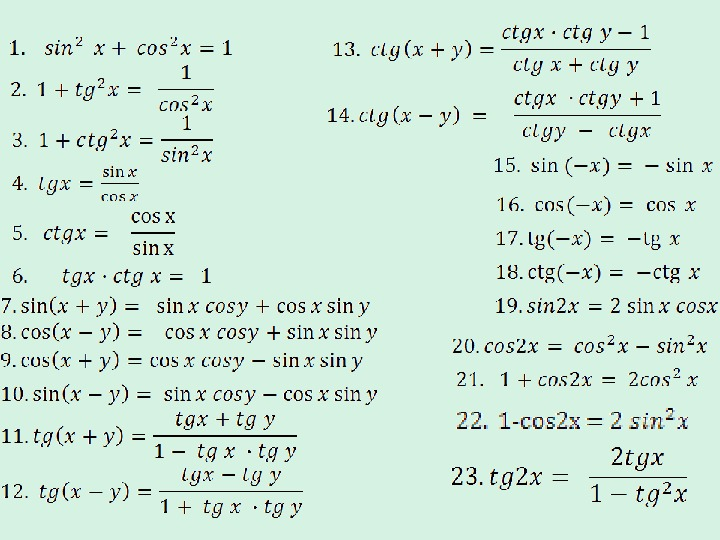 1. sin² x + cos²x = 1
2. 1 + tg²x = 1/cos²x
3. 1 + ctg²x = 1/sin²x
4. tgx = sin x/cos x
5. ctgx = cos x/sin x
6. tgx · ctg x = 1
7. sin(x + y) = sin x cosy + cos x sin y
8. cos(x − y) = cos x cosy + sin x sin y
9. cos(x + y) = cos x cosy − sin x sin y
10. sin(x − y) = sin x cosy − cos x sin y
11. tg(x + y) = (tgx + tg y)/(1 − tg x · tg y)
12. tg(x − y) = (tgx − tg y)/(1 + tg x · tg y)
13. ctg(x + y) = (ctgx · ctg y − 1)/(ctg x + ctg y)
14. ctg(x − y) = (ctgx · ctgy + 1)/(ctgy − ctgx)
15. sin (−x) = − sin x
16. cos(−x) = cos x
17. tg(−x) = −tg x
18. ctg(−x) = −ctg x
19. sin2x = 2 sin x cosx
20. cos2x = cos²x − sin²x
21. 1 + cos2x = 2cos² x
22. 1-cos2x = 2 sin²x
23. tg2x = 2tgx/(1 − tg²x)